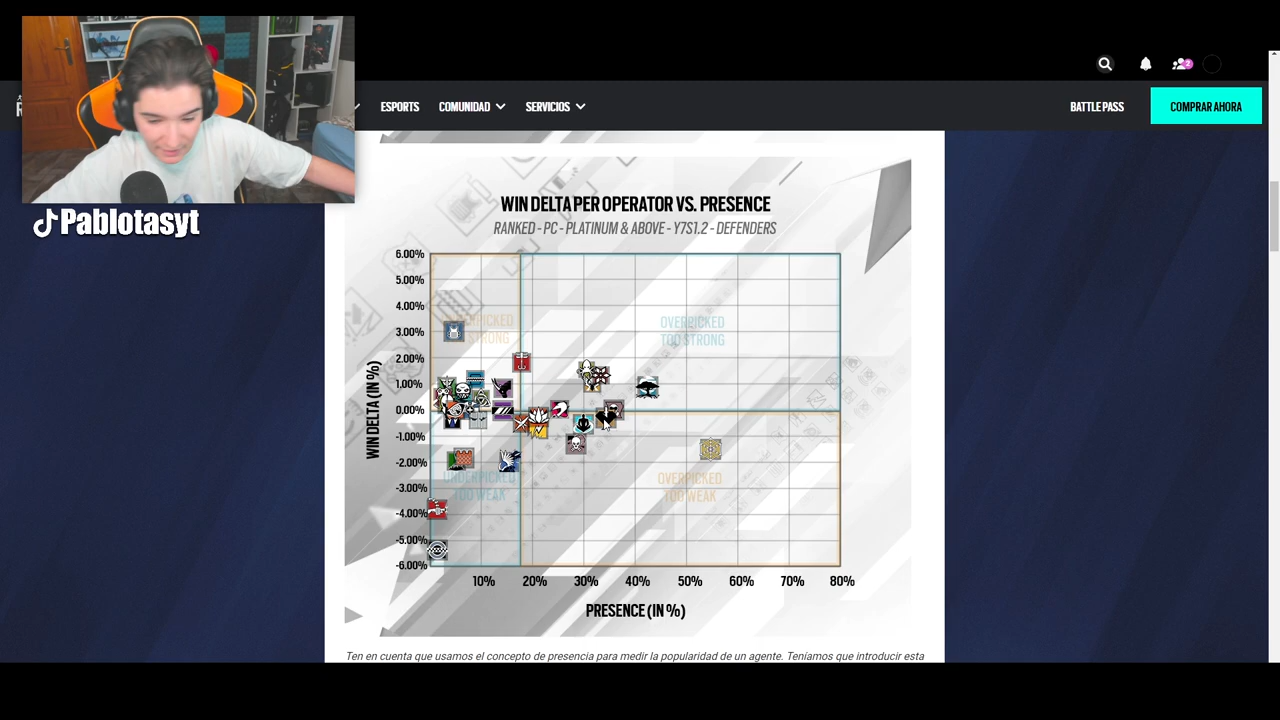 ESPORTS
COMUNIDAD
SERVICIOS
2
BATTLE PASS
COMPRAR AHORA
Pablotasyt
WIN DELTA PER OPERATOR VS. PRESENCE
RANKED - PC - PLATINUM & ABOVE - Y7S1.2 - DEFENDERS
6.00%
5.00%
4.00%
3.00%
2.00%
1.00%
0.00%
-1.00%
-2.00%
-3.00%
-4.00%
-5.00%
-6.00%
WIN DELTA (IN %)
OVERPICKED
TOO STRONG
UNDERPICKED
TOO WEAK
OVERPICKED
TOO WEAK
10%
20%
30%
40%
50%
60%
70%
80%
PRESENCE (IN %)
Ten en cuenta que usamos el concepto de presencia para medir la popularidad de un agente. Teníamos que introducir esta